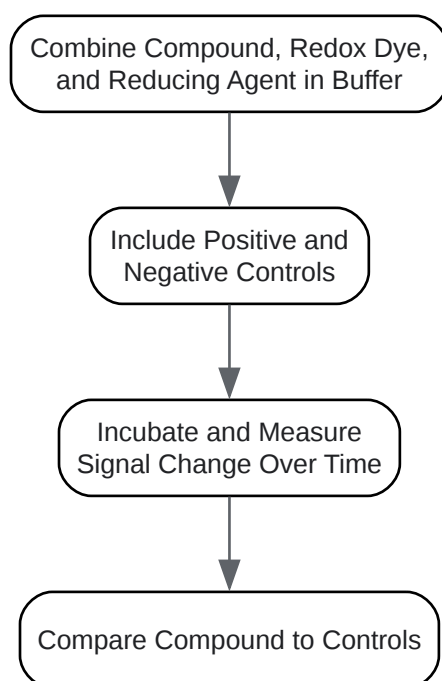 Combine Compound, Redox Dye,
and Reducing Agent in Buffer
Include Positive and
Negative Controls
Incubate and Measure
Signal Change Over Time
Compare Compound to Controls